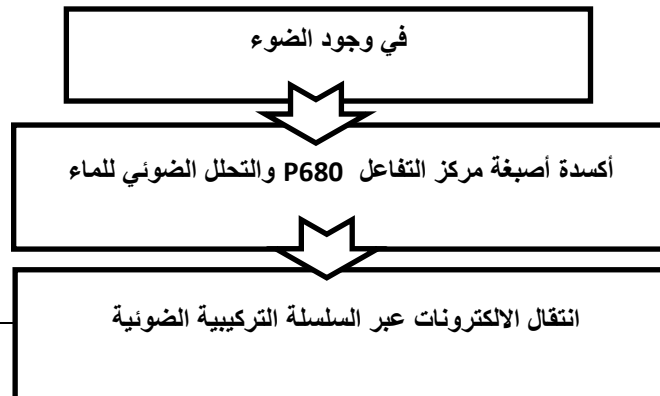 في وجود الضوء
أكسدة أصبغة مركز التفاعل P680 والتحلل الضوئي للماء
انتقال الالكترونات عبر السلسلة التركيبية الضوئية